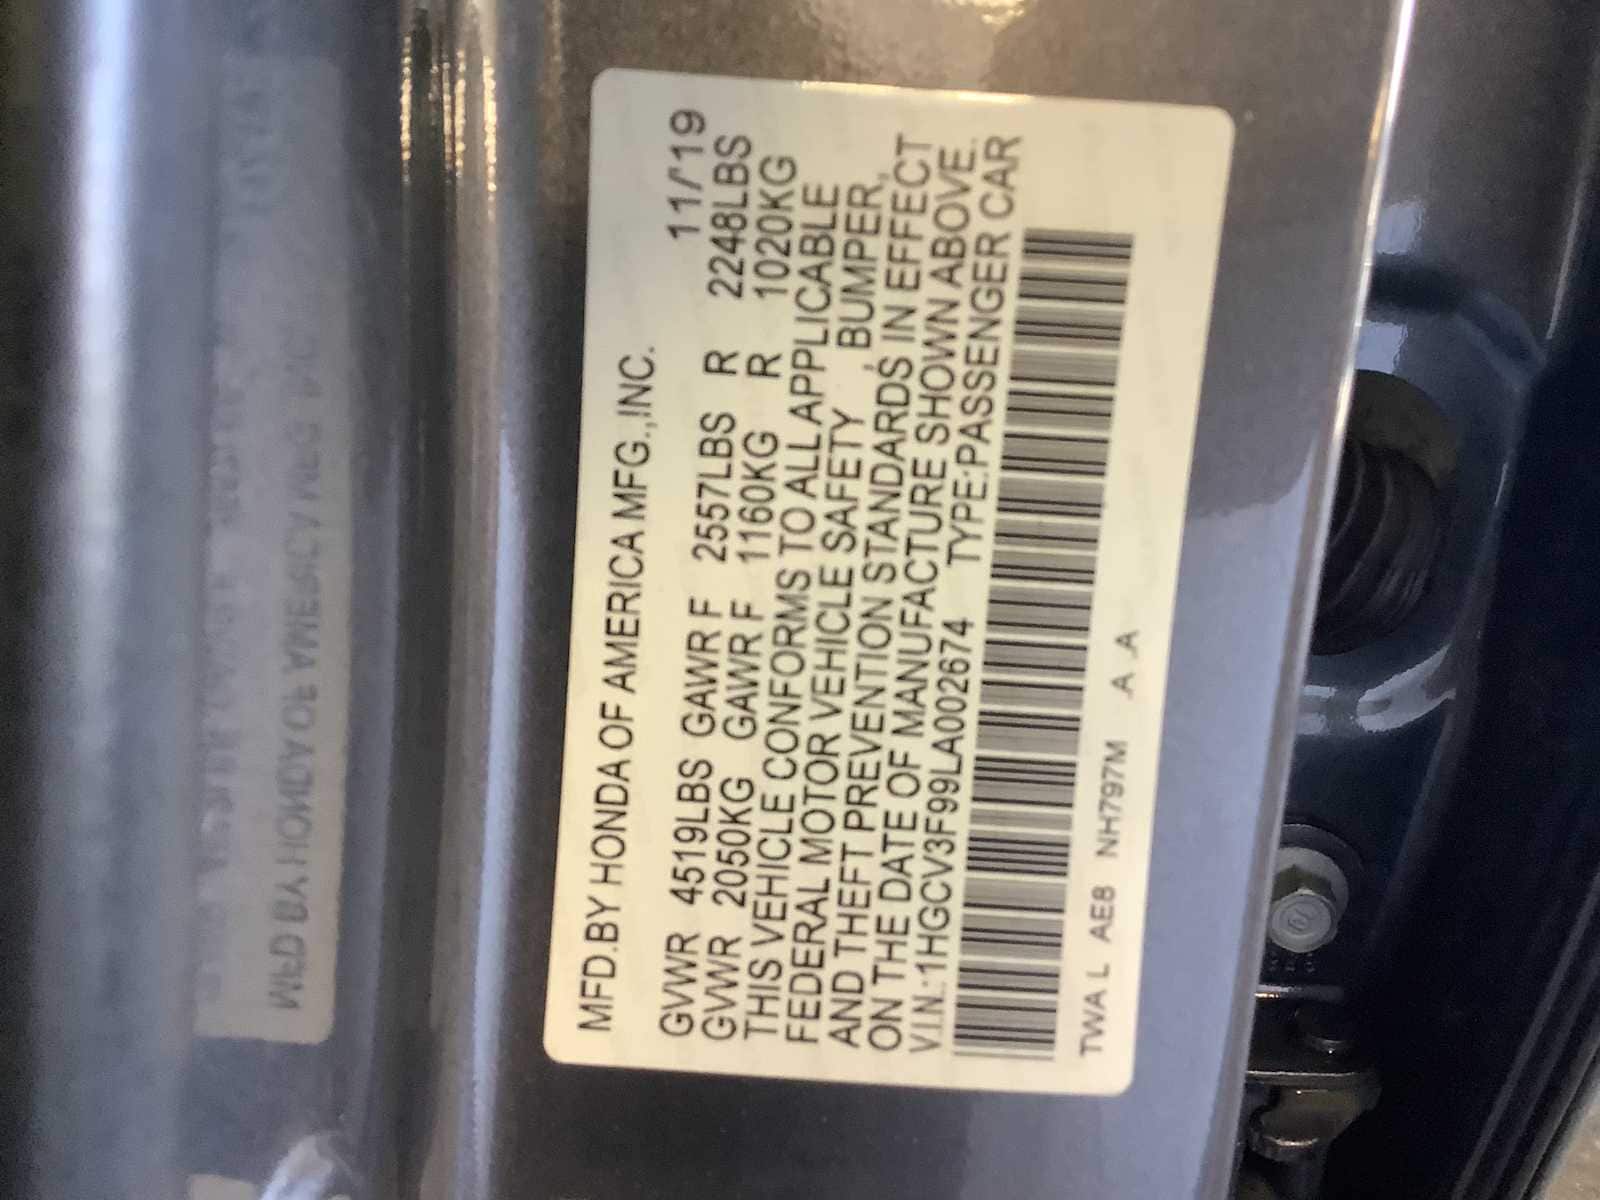 MFD.BY HONDA OF AMERICA MFG.,INC.
11/19
GVWR 4519LBS GAWR F 2557LBS R 2248LBS
GVWR 2050KG GAWR F 1160KG R 1020KG
THIS VEHICLE CONFORMS TO ALL APPLICABLE
FEDERAL MOTOR VEHICLE SAFETY , BUMPER,
AND THEFT PREVENTION STANDARDS IN EFFECT
ON THE DATE OF MANUFACTURE SHOWN ABOVE.
V.I.N.:1HGCV3F99LA002674 TYPE:PASSENGER CAR
TWA L AE8 NH797M A A